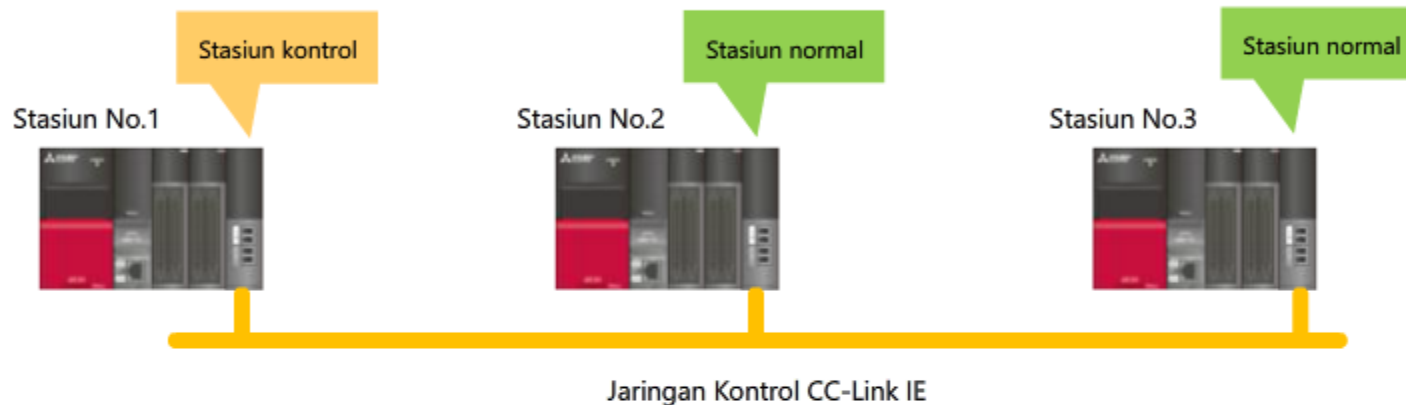 Stasiun kontrol
Stasiun normal
Stasiun normal
Stasiun No.1
Stasiun No.2
Stasiun No.3
Jaringan Kontrol CC-Link IE